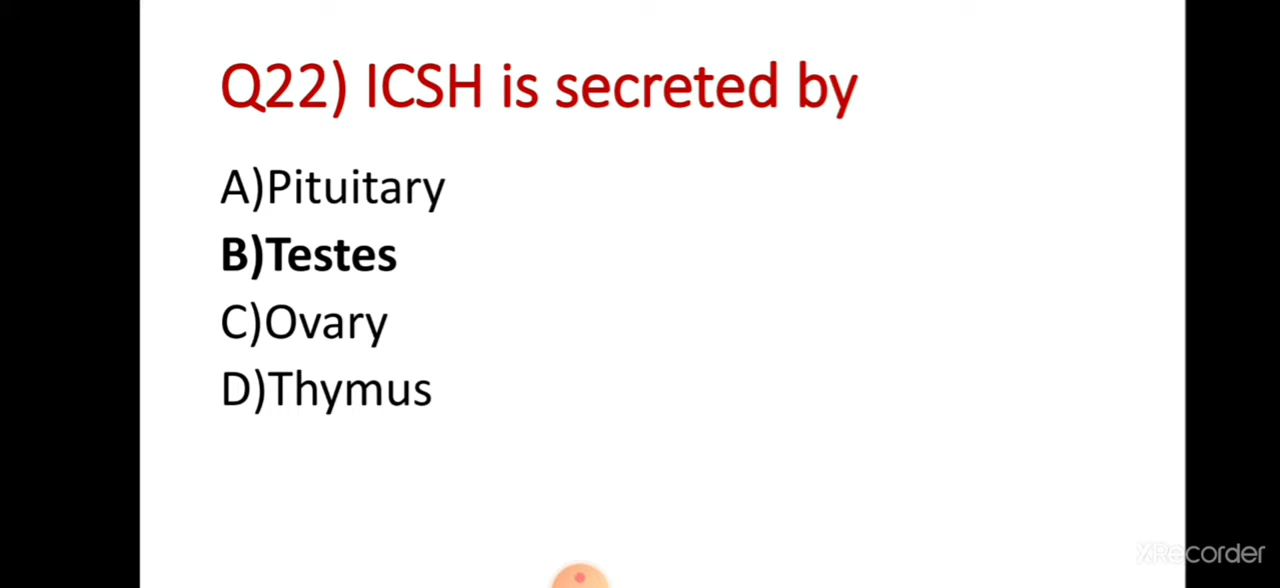 Q22) ICSH is secreted by
A)Pituitary
B)Testes
C)Ovary
D)Thymus
XRecorder